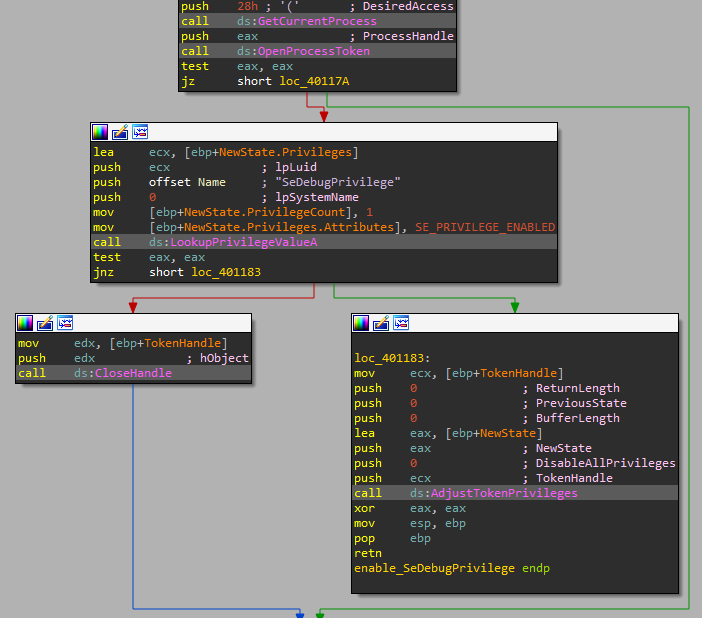 push 28h ; '(' ; DesiredAccess
call ds:GetCurrentProcess
push eax ; ProcessHandle
call ds:OpenProcessToken
test eax, eax
jz short loc_40117A
lea ecx, [ebp+NewState.Privileges]
push ecx ; lpLuid
push offset Name ; "SeDebugPrivilege"
push 0 ; lpSystemName
mov [ebp+NewState.PrivilegeCount], 1
mov [ebp+NewState.Privileges.Attributes], SE_PRIVILEGE_ENABLED
call ds:LookupPrivilegeValueA
test eax, eax
jnz short loc_401183
mov edx, [ebp+TokenHandle]
push edx ; hObject
call ds:CloseHandle
loc_401183:
mov ecx, [ebp+TokenHandle]
push 0 ; ReturnLength
push 0 ; PreviousState
push 0 ; BufferLength
lea eax, [ebp+NewState]
push eax ; NewState
push 0 ; DisableAllPrivileges
push ecx ; TokenHandle
call ds:AdjustTokenPrivileges
xor eax, eax
mov esp, ebp
pop ebp
retn
enable_SeDebugPrivilege endp